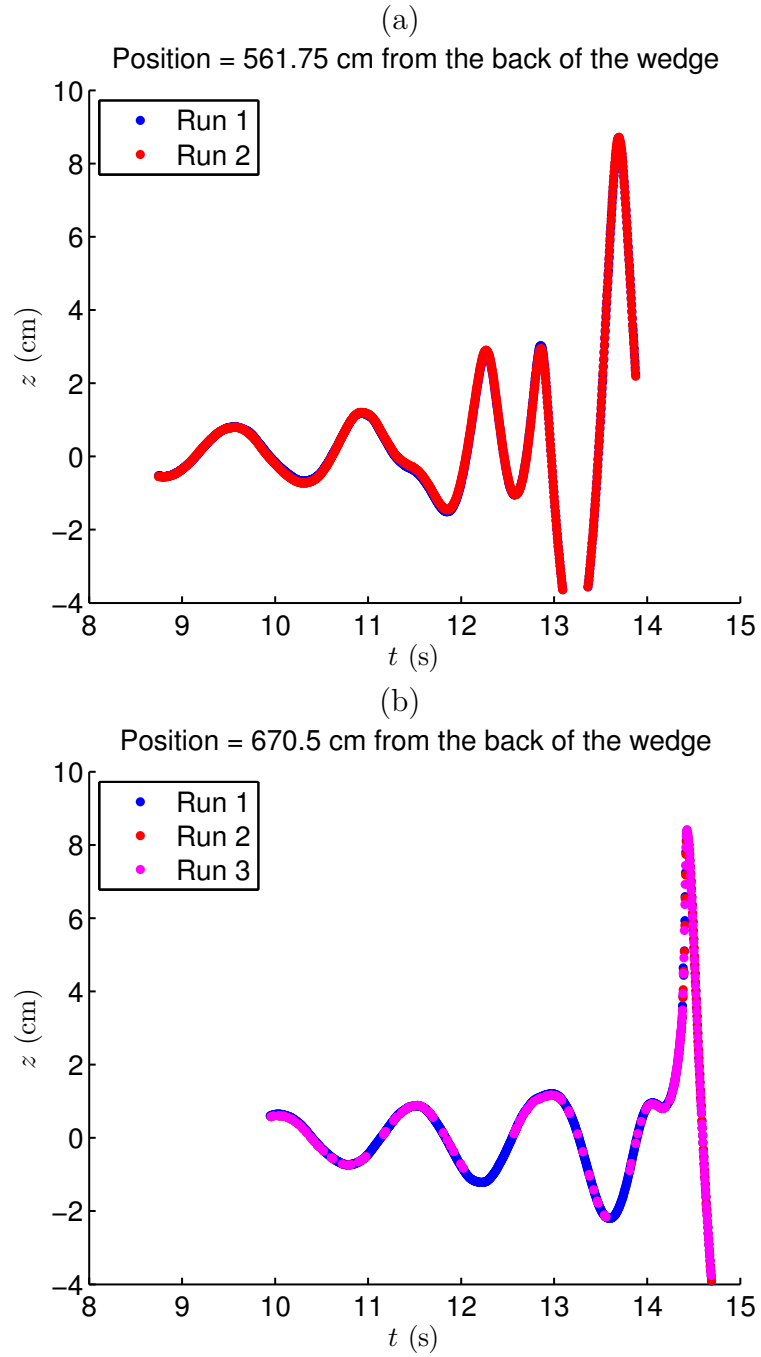 (a)
Position = 561.75 cm from the back of the wedge
10
8
6
4
2
0
−2
−4
z (cm)
Run 1
Run 2
8 9 10 11 12 13 14 15
t (s)
(b)
Position = 670.5 cm from the back of the wedge
10
8
6
4
2
0
−2
−4
z (cm)
Run 1
Run 2
Run 3
8 9 10 11 12 13 14 15
t (s)